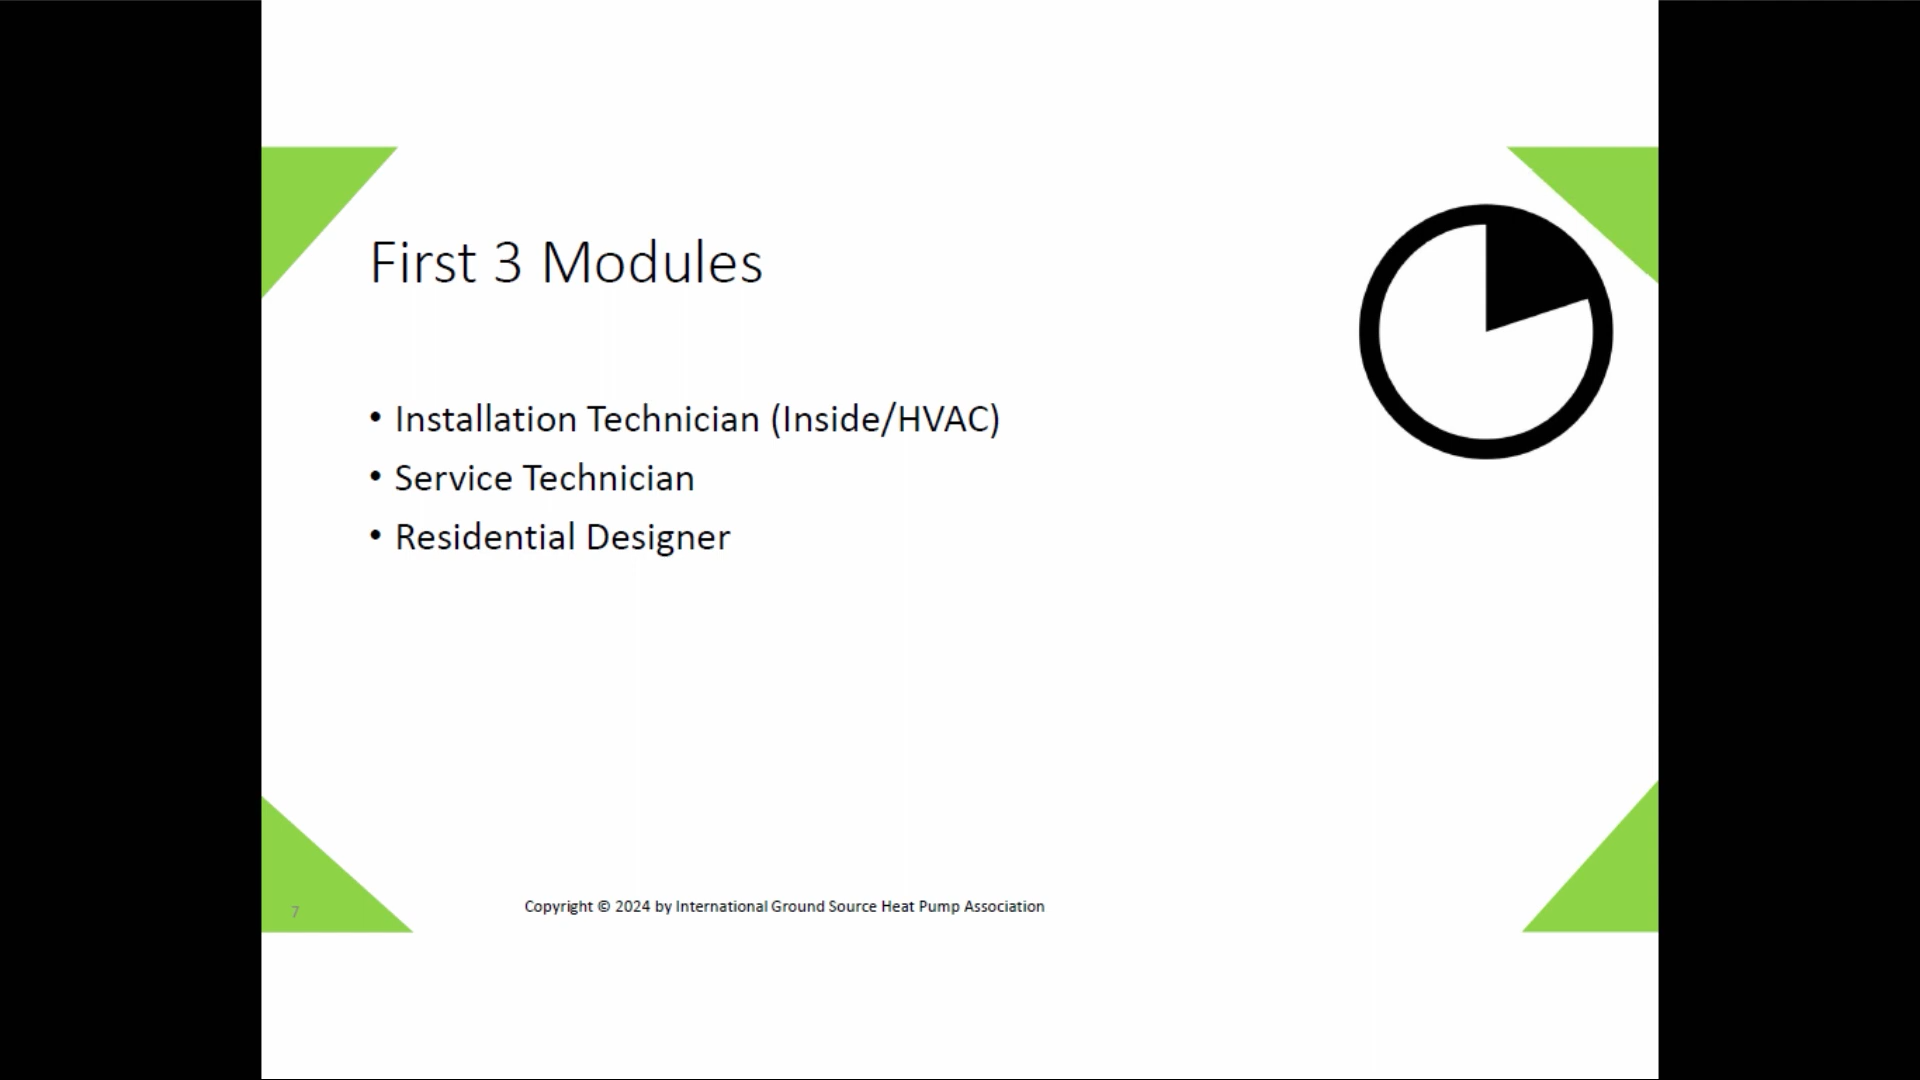 First 3 Modules
• Installation Technician (Inside/HVAC)
• Service Technician
• Residential Designer
7
Copyright © 2024 by International Ground Source Heat Pump Association